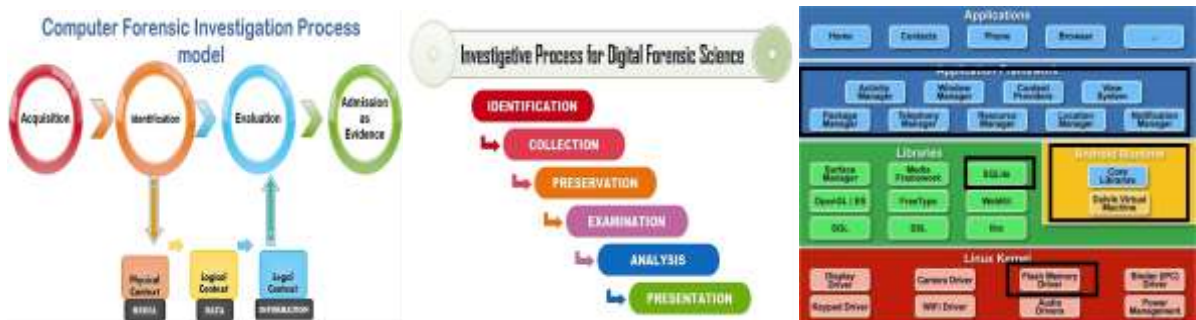 Computer Forensic Investigation Process
model
Acquisition
Identification
Evaluation
Admission
as
Evidence
Physical
Context
MEDIA
Logical
Context
DATA
Legal
Context
INFORMATION
Investigative Process for Digital Forensic Science
IDENTIFICATION
COLLECTION
PRESERVATION
EXAMINATION
ANALYSIS
PRESENTATION
Applications
Home
Contacts
Phone
Browser
...
Application Framework
Activity
Manager
Window
Manager
Content
Providers
View
System
Package
Manager
Telephony
Manager
Resource
Manager
Location
Manager
Notification
Manager
Libraries
Surface
Manager
Media
Framework
SQLite
OpenGL / ES
FreeType
WebKit
SGL
SSL
libc
Android Runtime
Core
Libraries
Dalvik Virtual
Machine
Linux Kernel
Display
Driver
Camera Driver
Flash Memory
Driver
Binder (IPC)
Driver
Keypad Driver
WiFi Driver
Audio
Drivers
Power
Management